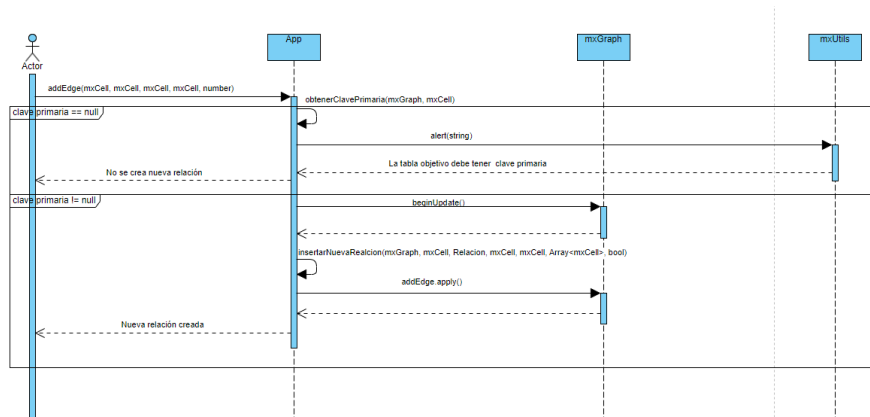 App
mxGraph
mxUtils
Actor
addEdge(mxCell, mxCell, mxCell, mxCell, number)
obtenerClavePrimaria(mxGraph, mxCell)
clave primaria == null
alert(string)
La tabla objetivo debe tener clave primaria
No se crea nueva relación
clave primaria != null
beginUpdate()
insertarNuevaRealcion(mxGraph, mxCell, Relacion, mxCell, mxCell, Array<mxCell>, bool)
addEdge.apply()
Nueva relación creada